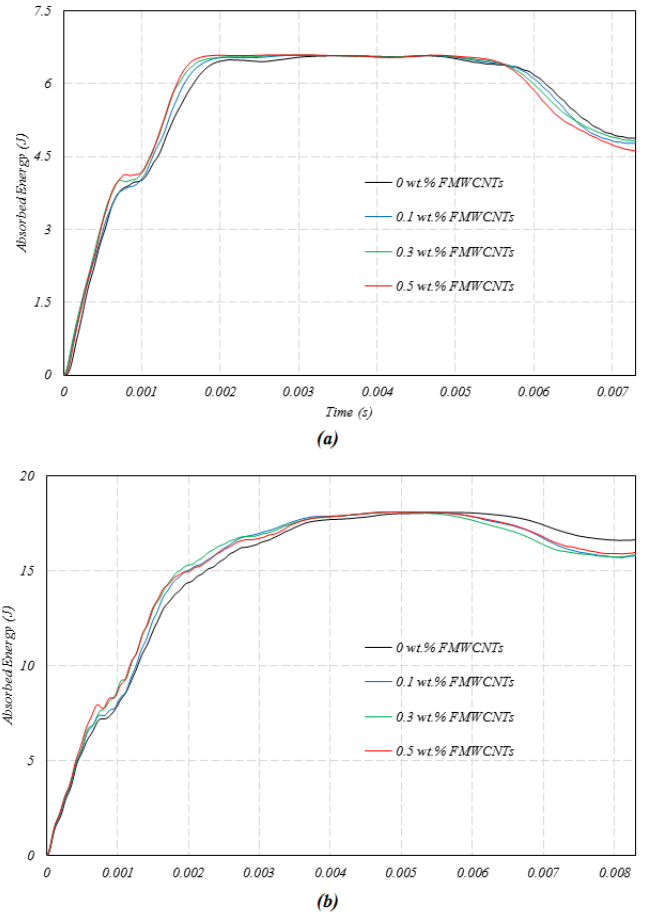 7.5
6
4.5
3
1.5
0
Absorbed Energy (J)
0 wt.% FMWCNTs
0.1 wt.% FMWCNTs
0.3 wt.% FMWCNTs
0.5 wt.% FMWCNTs
0 0.001 0.002 0.003 0.004 0.005 0.006 0.007
Time (s)
(a)
20
15
10
5
0
Absorbed Energy (J)
0 wt.% FMWCNTs
0.1 wt.% FMWCNTs
0.3 wt.% FMWCNTs
0.5 wt.% FMWCNTs
0 0.001 0.002 0.003 0.004 0.005 0.006 0.007 0.008
(b)